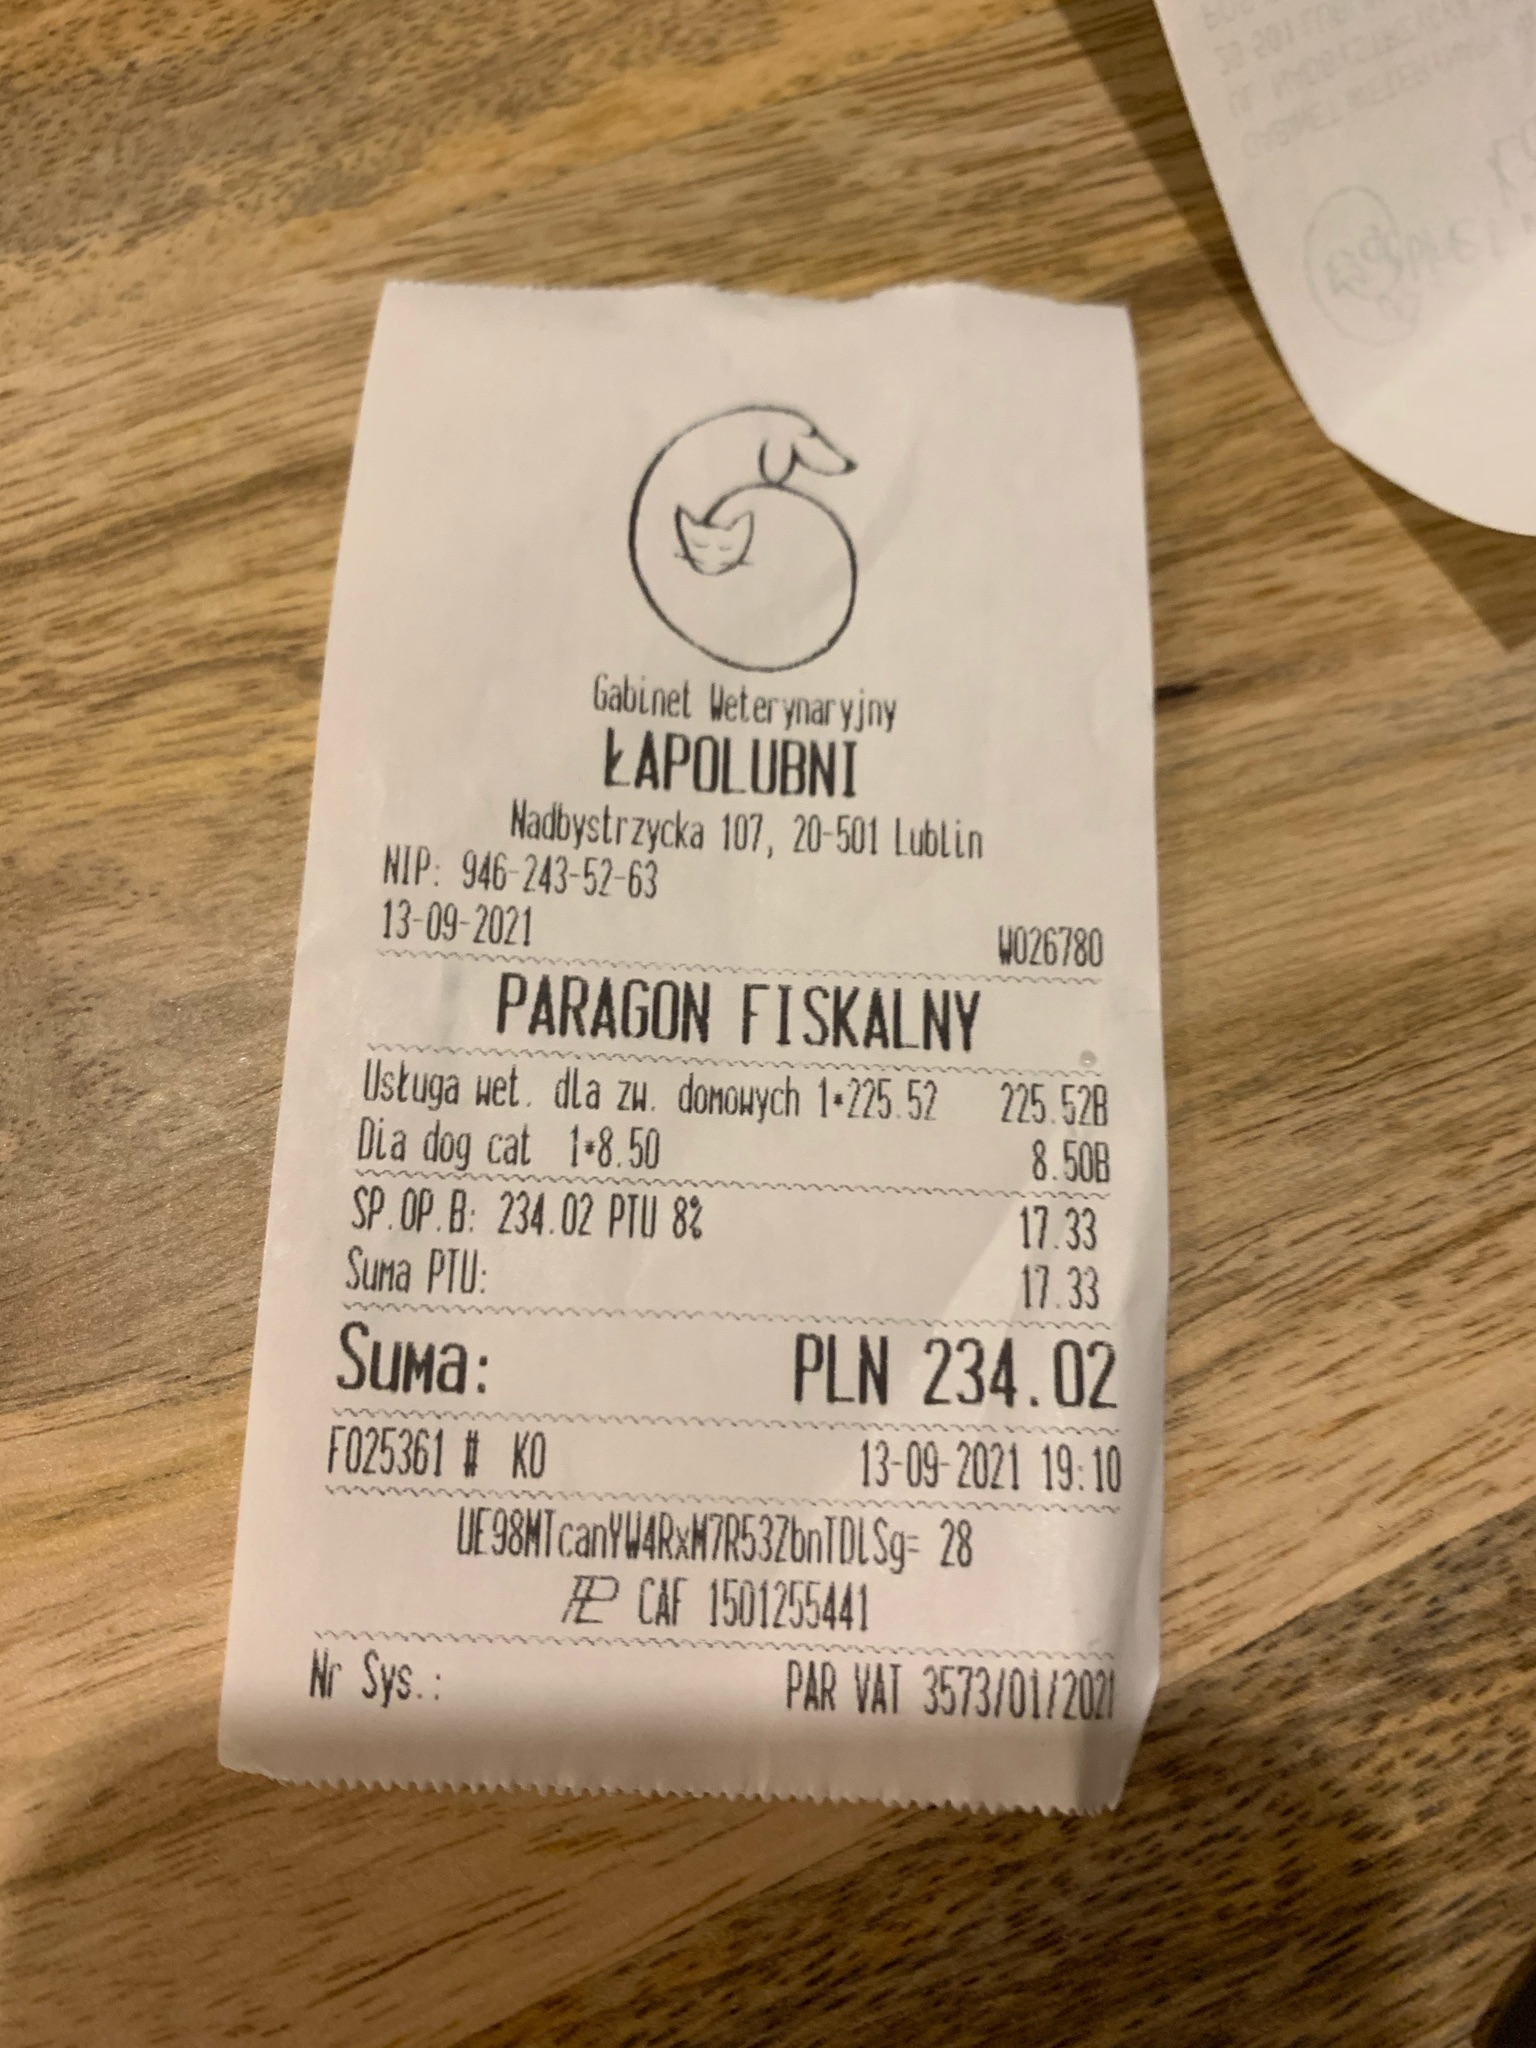 Gabinet Weterynaryjny
ŁAPOLUBNI
Nadbystrzycka 107, 20-501 Lublin
NIP: 946-243-52-63
13-09-2021 W026780
PARAGON FISKALNY
Usługa wet. dla zw. domowych 1*225.52 225.52B
Dia dog cat 1*8.50 8.50B
SP.OP.B: 234.02 PTU 8% 17.33
Suma PTU: 17.33
Suma: PLN 234.02
F025361 # KO 13-09-2021 19:10
UE98MTcanYW4RxM7R53ZbnTDLSg= 28
CAF 1501255441
Nr Sys.: PAR VAT 3573/01/2021